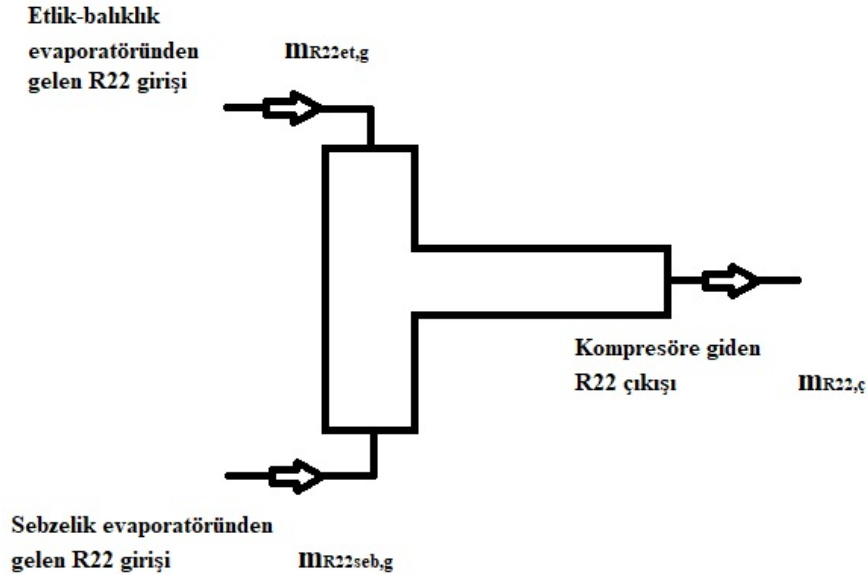 Etlik-balıklık
evaporatöründen
gelen R22 girişi
mR22et,g
Kompresöre giden
R22 çıkışı
mR22,ç
Sebzelik evaporatöründen
gelen R22 girişi
mR22seb,g